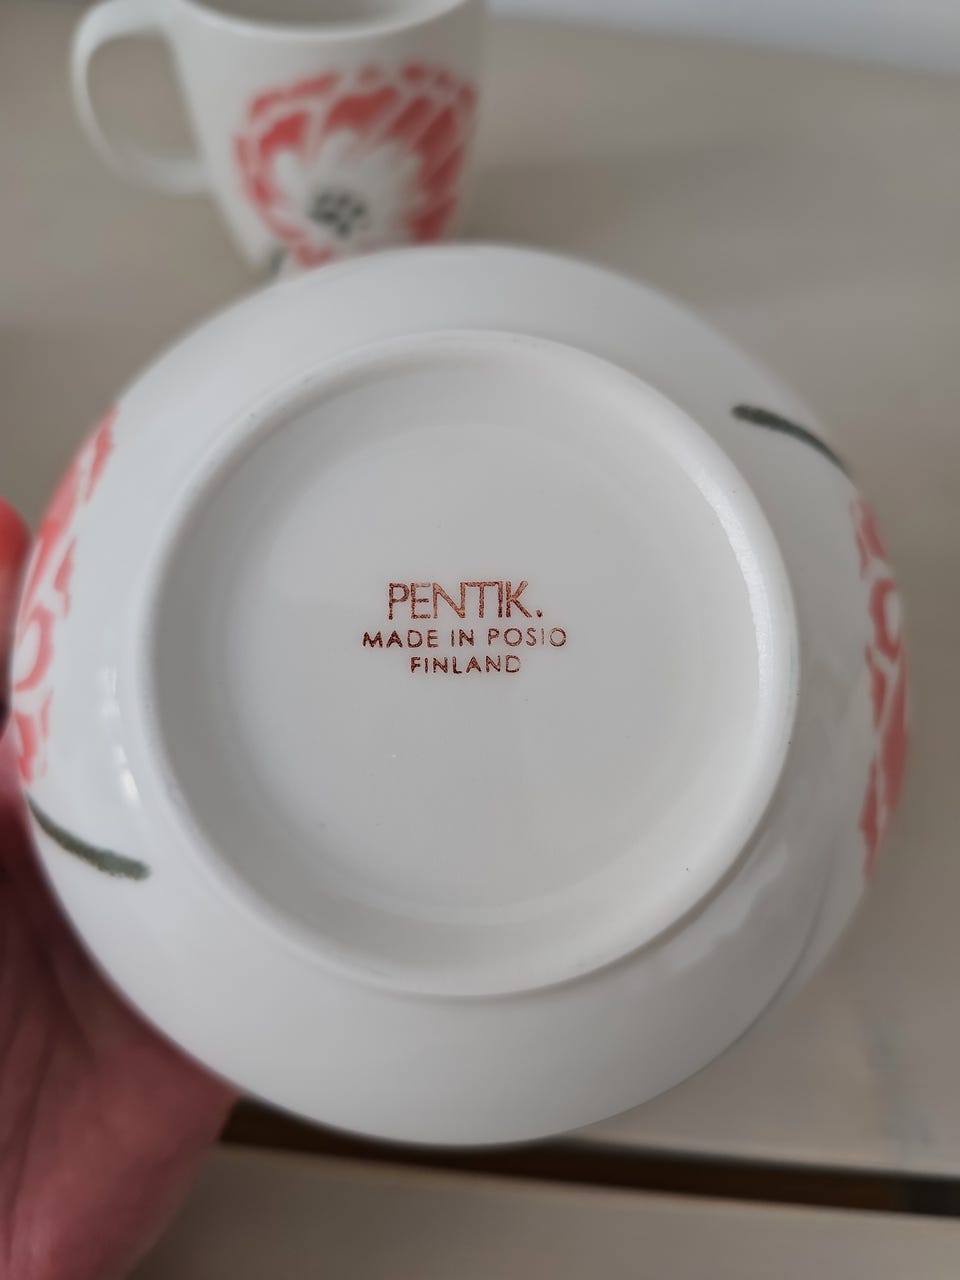 PENTIK.
MADE IN POSIO
FINLAND